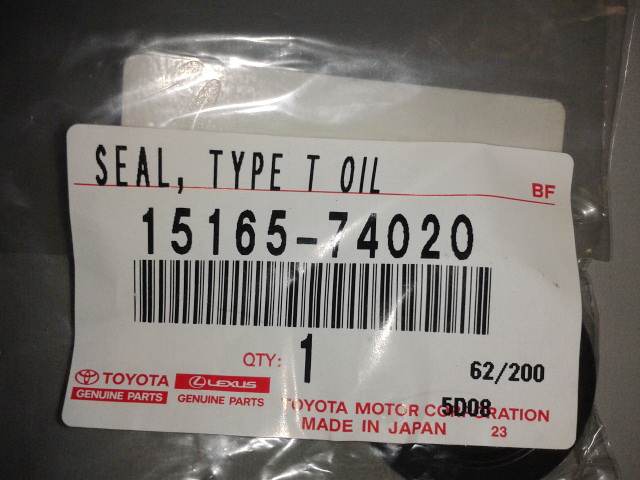 SEAL, TYPE T OIL
BF
15165-74020
QTY: 1
62/200
TOYOTA LEXUS
GENUINE PARTS GENUINE PARTS
5D08
TOYOTA MOTOR CORPORATION
MADE IN JAPAN 23